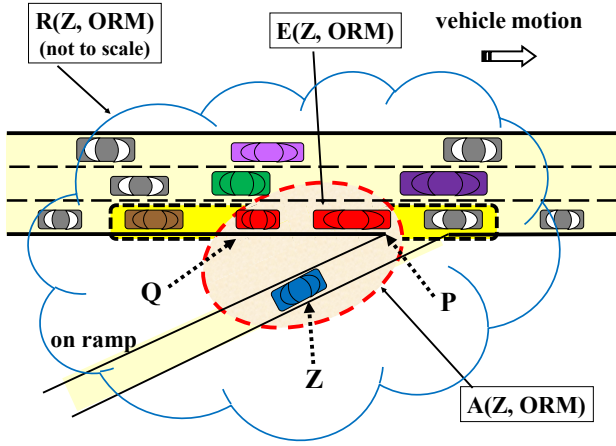 R(Z, ORM)
(not to scale)
E(Z, ORM)
vehicle motion
Q
P
on ramp
Z
A(Z, ORM)